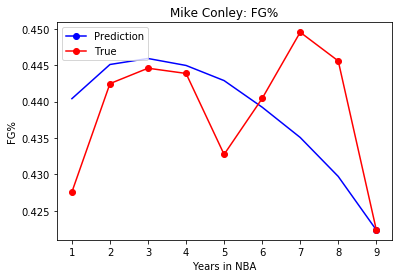 Mike Conley: FG%
Prediction
True
FG%
0.450
0.445
0.440
0.435
0.430
0.425
1 2 3 4 5 6 7 8 9
Years in NBA